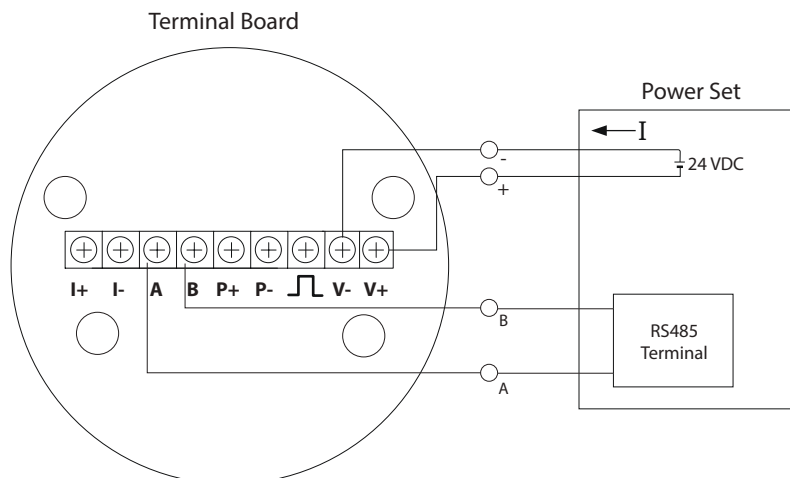 Terminal Board
Power Set
I
-
24 VDC
+
I+ I- A B P+ P- V- V+
B
RS485
Terminal
A